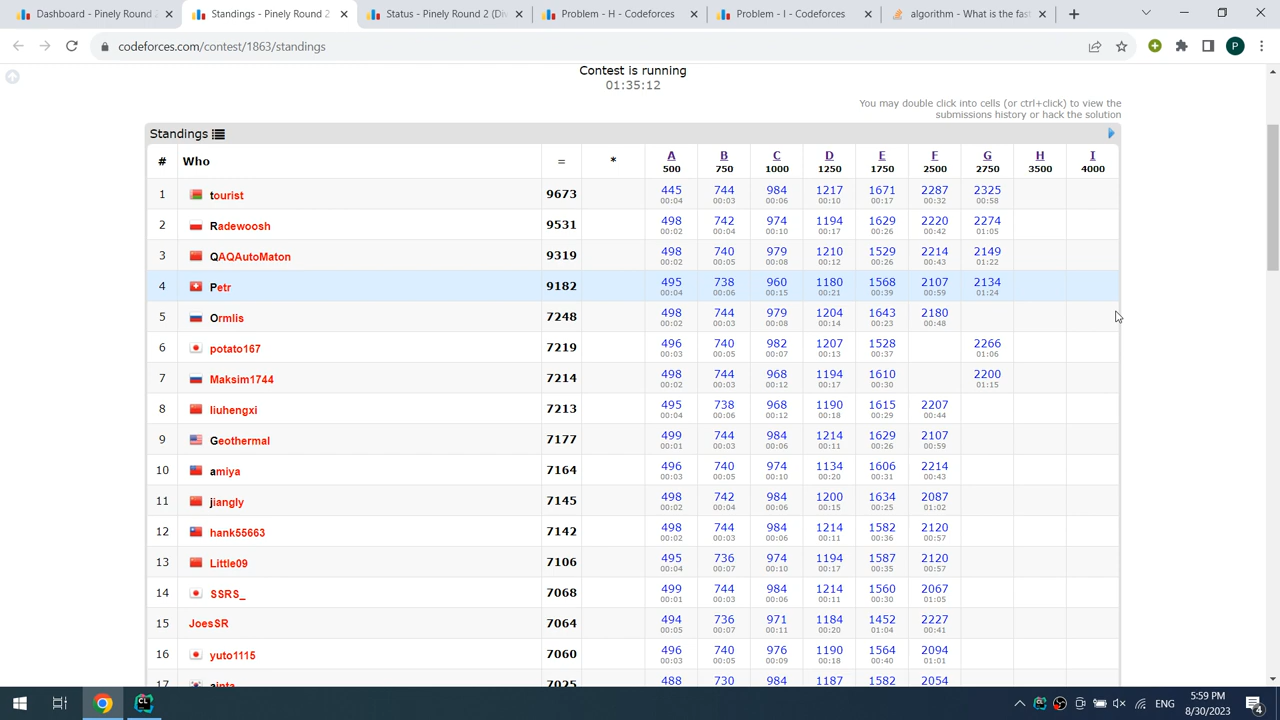 Dashboard - Pinely Round 2
Standings - Pinely Round 2
Status - Pinely Round 2 (Div
Problem - H - Codeforces
Problem - I - Codeforces
algorithm - What is the fast
codeforces.com/contest/1863/standings
P
Contest is running
01:35:12
You may double click into cells (or ctrl+click) to view the
submissions history or hack the solution
Standings
# Who = * A B C D E F G H I
500 750 1000 1250 1750 2500 2750 3500 4000
1 tourist 9673 445 744 984 1217 1671 2287 2325
00:04 00:03 00:06 00:10 00:17 00:32 00:58
2 Radewoosh 9531 498 742 974 1194 1629 2220 2274
00:02 00:04 00:10 00:17 00:26 00:42 01:05
3 QAQAutoMaton 9319 498 740 979 1210 1529 2214 2149
00:02 00:05 00:08 00:12 00:26 00:43 01:22
4 Petr 9182 495 738 960 1180 1568 2107 2134
00:04 00:06 00:15 00:21 00:39 00:59 01:24
5 Ormlis 7248 498 744 979 1204 1643 2180
00:02 00:03 00:08 00:14 00:23 00:48
6 potato167 7219 496 740 982 1207 1528 2266
00:03 00:05 00:07 00:13 00:37 01:06
7 Maksim1744 7214 498 744 968 1194 1610 2200
00:02 00:03 00:12 00:17 00:30 01:15
8 liuhengxi 7213 495 738 968 1190 1615 2207
00:04 00:06 00:12 00:18 00:29 00:44
9 Geothermal 7177 499 744 984 1214 1629 2107
00:01 00:03 00:06 00:11 00:26 00:59
10 amiya 7164 496 740 974 1134 1606 2214
00:03 00:05 00:10 00:20 00:31 00:43
11 jiangly 7145 498 742 984 1200 1634 2087
00:02 00:04 00:06 00:15 00:25 01:02
12 hank55663 7142 498 744 984 1214 1582 2120
00:02 00:03 00:06 00:11 00:36 00:57
13 Little09 7106 495 736 974 1194 1587 2120
00:04 00:07 00:10 00:17 00:35 00:57
14 SSRS_ 7068 499 744 984 1214 1560 2067
00:01 00:03 00:06 00:11 00:30 01:05
15 JoesSR 7064 494 736 971 1184 1452 2227
00:05 00:07 00:11 00:20 01:04 00:41
16 yuto1115 7060 496 740 976 1190 1564 2094
00:03 00:05 00:09 00:18 00:40 01:01
17 ainta 7025 488 730 984 1187 1582 2054
CL
ENG
5:59 PM
8/30/2023
4